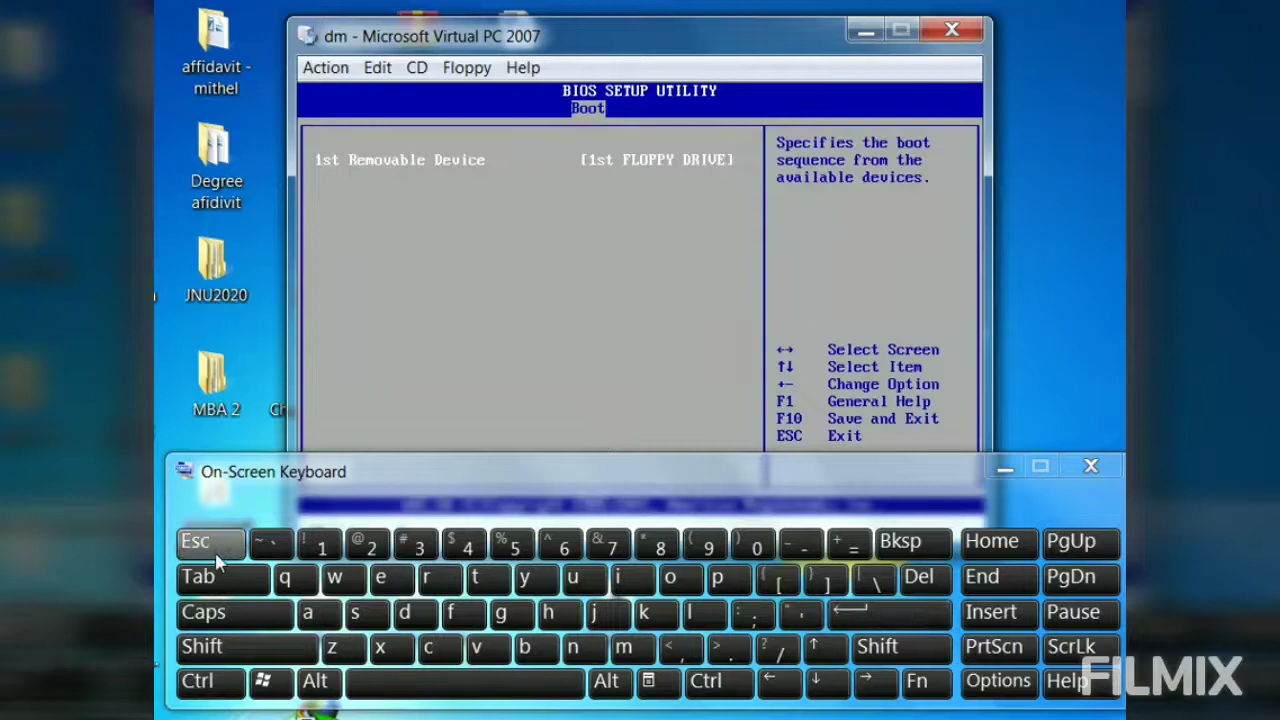 affidavit -
mithel
Degree
afidivit
JNU2020
MBA 2
Ch
dm - Microsoft Virtual PC 2007
Action Edit CD Floppy Help
BIOS SETUP UTILITY
Boot
1st Removable Device [1st FLOPPY DRIVE]
Specifies the boot
sequence from the
available devices.
↔ Select Screen
↑↓ Select Item
+- Change Option
F1 General Help
F10 Save and Exit
ESC Exit
On-Screen Keyboard
Esc ~ ` ! 1 @ 2 # 3 $ 4 % 5 ^ 6 & 7 * 8 ( 9 ) 0 _ - + = Bksp Home PgUp
Tab q w e r t y u i o p { [ } ] | \ Del End PgDn
Caps a s d f g h j k l : ; " ' Insert Pause
Shift z x c v b n m < , > . ? / ↑ Shift PrtScn ScrLk
Ctrl Alt Alt Ctrl ← ↓ → Fn Options Help
FILMIX